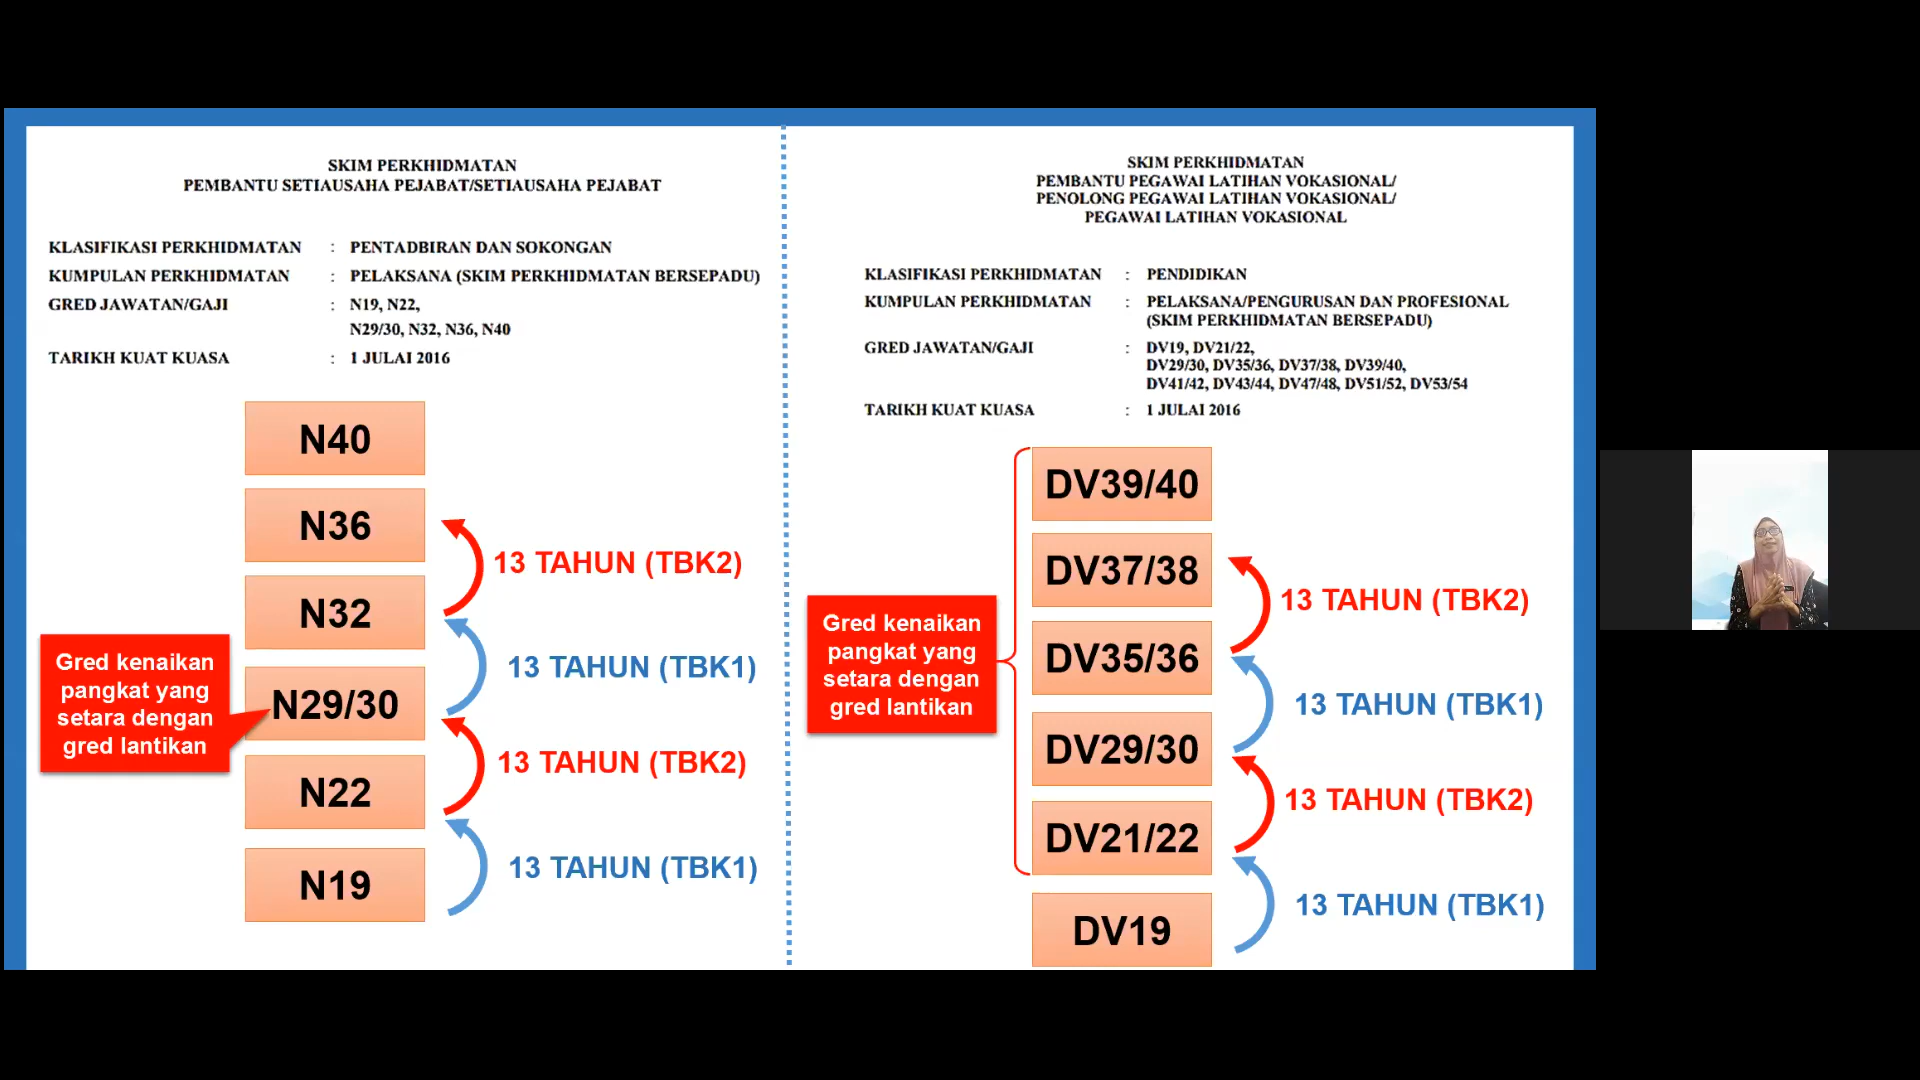 SKIM PERKHIDMATAN
PEMBANTU SETIAUSAHA PEJABAT/SETIAUSAHA PEJABAT
KLASIFIKASI PERKHIDMATAN : PENTADBIRAN DAN SOKONGAN
KUMPULAN PERKHIDMATAN : PELAKSANA (SKIM PERKHIDMATAN BERSEPADU)
GRED JAWATAN/GAJI : N19, N22,
N29/30, N32, N36, N40
TARIKH KUAT KUASA : 1 JULAI 2016
N40
N36
13 TAHUN (TBK2)
N32
13 TAHUN (TBK1)
Gred kenaikan
pangkat yang
setara dengan
gred lantikan
N29/30
13 TAHUN (TBK2)
N22
13 TAHUN (TBK1)
N19
SKIM PERKHIDMATAN
PEMBANTU PEGAWAI LATIHAN VOKASIONAL/
PENOLONG PEGAWAI LATIHAN VOKASIONAL/
PEGAWAI LATIHAN VOKASIONAL
KLASIFIKASI PERKHIDMATAN : PENDIDIKAN
KUMPULAN PERKHIDMATAN : PELAKSANA/PENGURUSAN DAN PROFESIONAL
(SKIM PERKHIDMATAN BERSEPADU)
GRED JAWATAN/GAJI : DV19, DV21/22,
DV29/30, DV35/36, DV37/38, DV39/40,
DV41/42, DV43/44, DV47/48, DV51/52, DV53/54
TARIKH KUAT KUASA : 1 JULAI 2016
DV39/40
DV37/38
13 TAHUN (TBK2)
Gred kenaikan
pangkat yang
setara dengan
gred lantikan
DV35/36
13 TAHUN (TBK1)
DV29/30
13 TAHUN (TBK2)
DV21/22
13 TAHUN (TBK1)
DV19